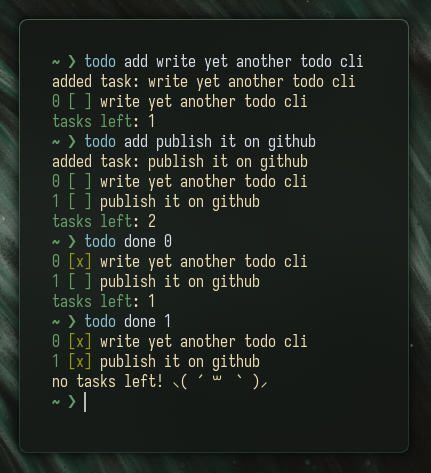 ~ ❯ todo add write yet another todo cli
added task: write yet another todo cli
0 [ ] write yet another todo cli
tasks left: 1
~ ❯ todo add publish it on github
added task: publish it on github
0 [ ] write yet another todo cli
1 [ ] publish it on github
tasks left: 2
~ ❯ todo done 0
0 [x] write yet another todo cli
1 [ ] publish it on github
tasks left: 1
~ ❯ todo done 1
0 [x] write yet another todo cli
1 [x] publish it on github
no tasks left! ⸜( ´ ꒳ ` )⸝
~ ❯